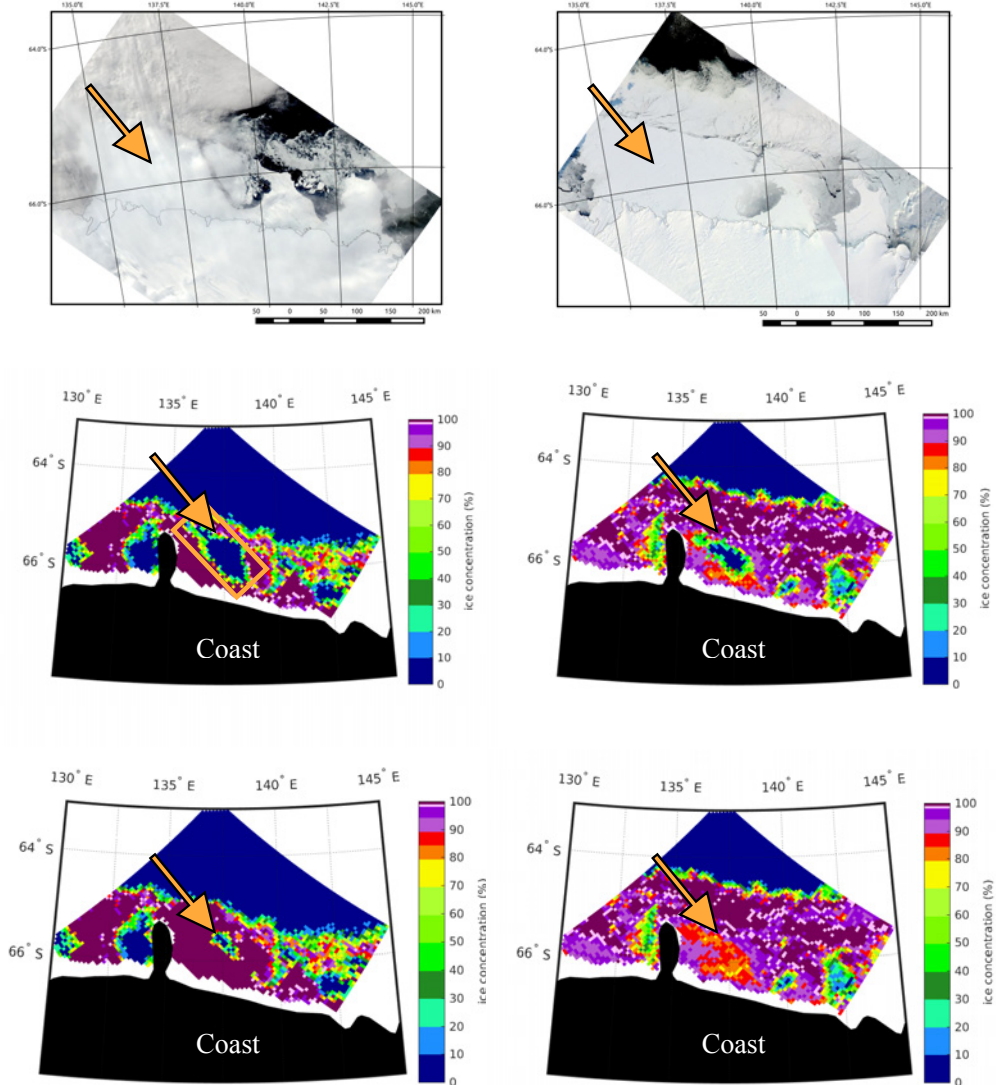 135.0°E 137.5°E 140.0°E 142.5°E 145.0°E
64.0°S
66.0°S
50 0 50 100 150 200 km
135.0°E 137.5°E 140.0°E 142.5°E 145.0°E
64.0°S
66.0°S
50 0 50 100 150 200 km
130° E 135° E 140° E 145° E
64° S
66° S
Coast
100
90
80
70
60
50
40
30
20
10
0
ice concentration (%)
130° E 135° E 140° E 145° E
64° S
66° S
Coast
100
90
80
70
60
50
40
30
20
10
0
ice concentration (%)
130° E 135° E 140° E 145° E
64° S
66° S
Coast
100
90
80
70
60
50
40
30
20
10
0
ice concentration (%)
130° E 135° E 140° E 145° E
64° S
66° S
Coast
100
90
80
70
60
50
40
30
20
10
0
ice concentration (%)